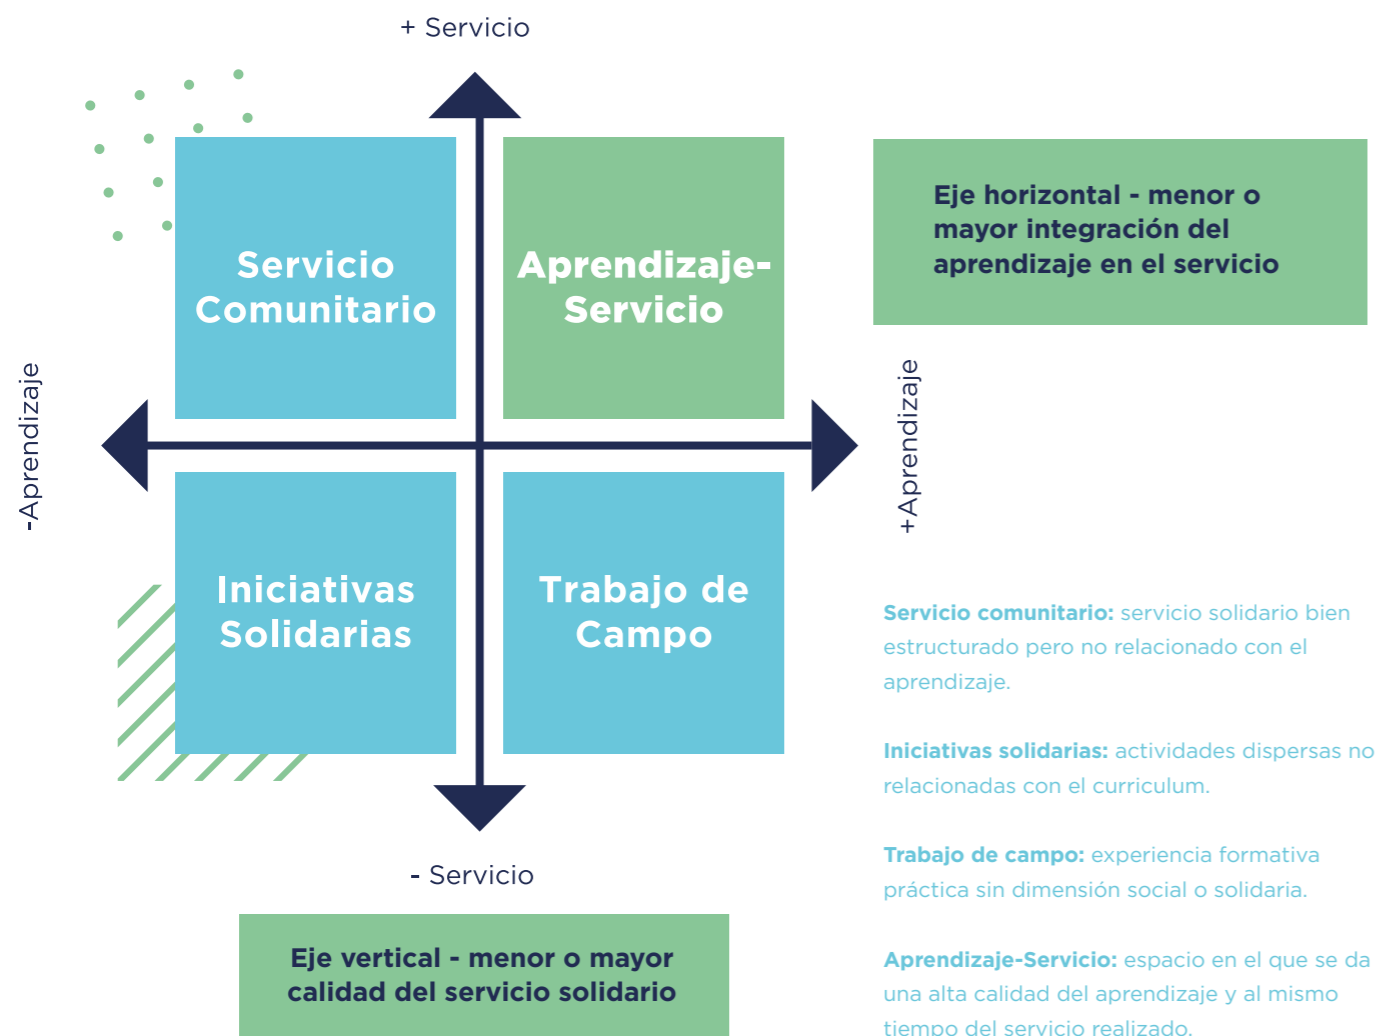 + Servicio
Servicio
Comunitario
Aprendizaje-
Servicio
Eje horizontal - menor o
mayor integración del
aprendizaje en el servicio
-Aprendizaje
+Aprendizaje
Iniciativas
Solidarias
Trabajo de
Campo
- Servicio
Eje vertical - menor o mayor
calidad del servicio solidario
Servicio comunitario: servicio solidario bien
estructurado pero no relacionado con el
aprendizaje.
Iniciativas solidarias: actividades dispersas no
relacionadas con el curriculum.
Trabajo de campo: experiencia formativa
práctica sin dimensión social o solidaria.
Aprendizaje-Servicio: espacio en el que se da
una alta calidad del aprendizaje y al mismo
tiempo del servicio realizado.